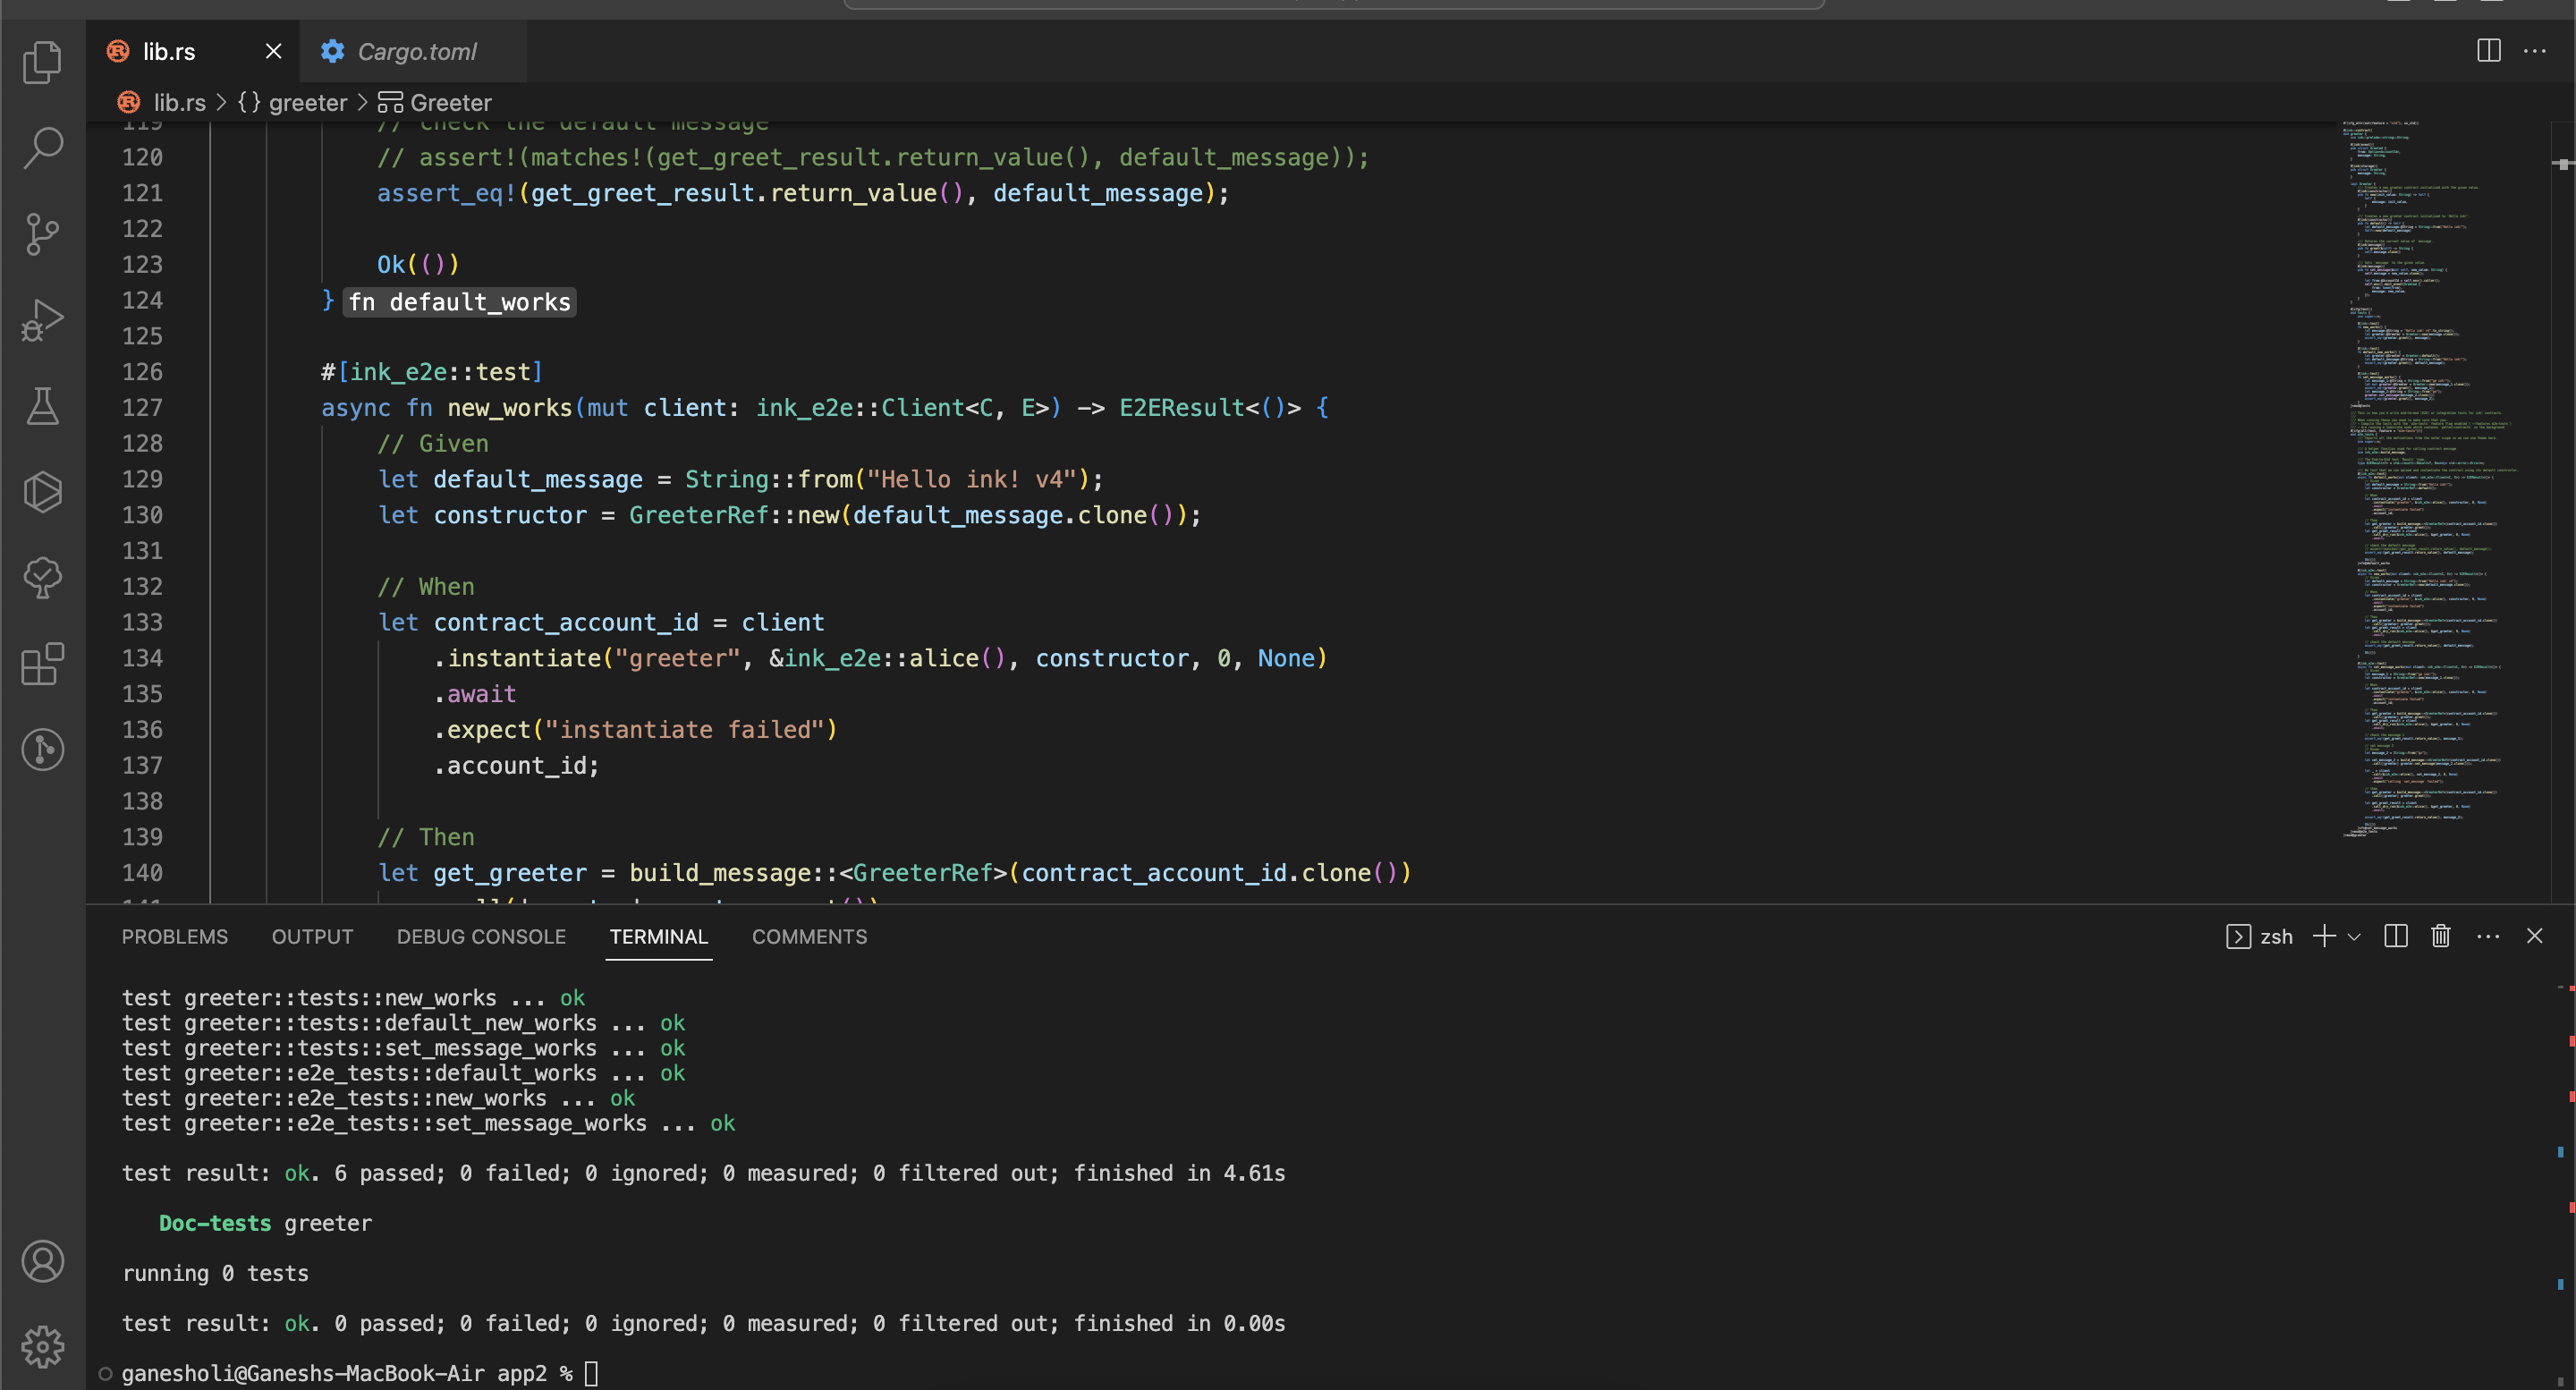 lib.rs
Cargo.toml
lib.rs > {} greeter > Greeter
119 // check the default message
120 // assert!(matches!(get_greet_result.return_value(), default_message));
121 assert_eq!(get_greet_result.return_value(), default_message);
122
123 Ok(())
124 } fn default_works
125
126 #[ink_e2e::test]
127 async fn new_works(mut client: ink_e2e::Client<C, E>) -> E2EResult<()> {
128 // Given
129 let default_message = String::from("Hello ink! v4");
130 let constructor = GreeterRef::new(default_message.clone());
131
132 // When
133 let contract_account_id = client
134 .instantiate("greeter", &ink_e2e::alice(), constructor, 0, None)
135 .await
136 .expect("instantiate failed")
137 .account_id;
138
139 // Then
140 let get_greeter = build_message::<GreeterRef>(contract_account_id.clone())
141
PROBLEMS OUTPUT DEBUG CONSOLE TERMINAL COMMENTS zsh
test greeter::tests::new_works ... ok
test greeter::tests::default_new_works ... ok
test greeter::tests::set_message_works ... ok
test greeter::e2e_tests::default_works ... ok
test greeter::e2e_tests::new_works ... ok
test greeter::e2e_tests::set_message_works ... ok
test result: ok. 6 passed; 0 failed; 0 ignored; 0 measured; 0 filtered out; finished in 4.61s
Doc-tests greeter
running 0 tests
test result: ok. 0 passed; 0 failed; 0 ignored; 0 measured; 0 filtered out; finished in 0.00s
ganesholi@Ganeshs-MacBook-Air app2 %